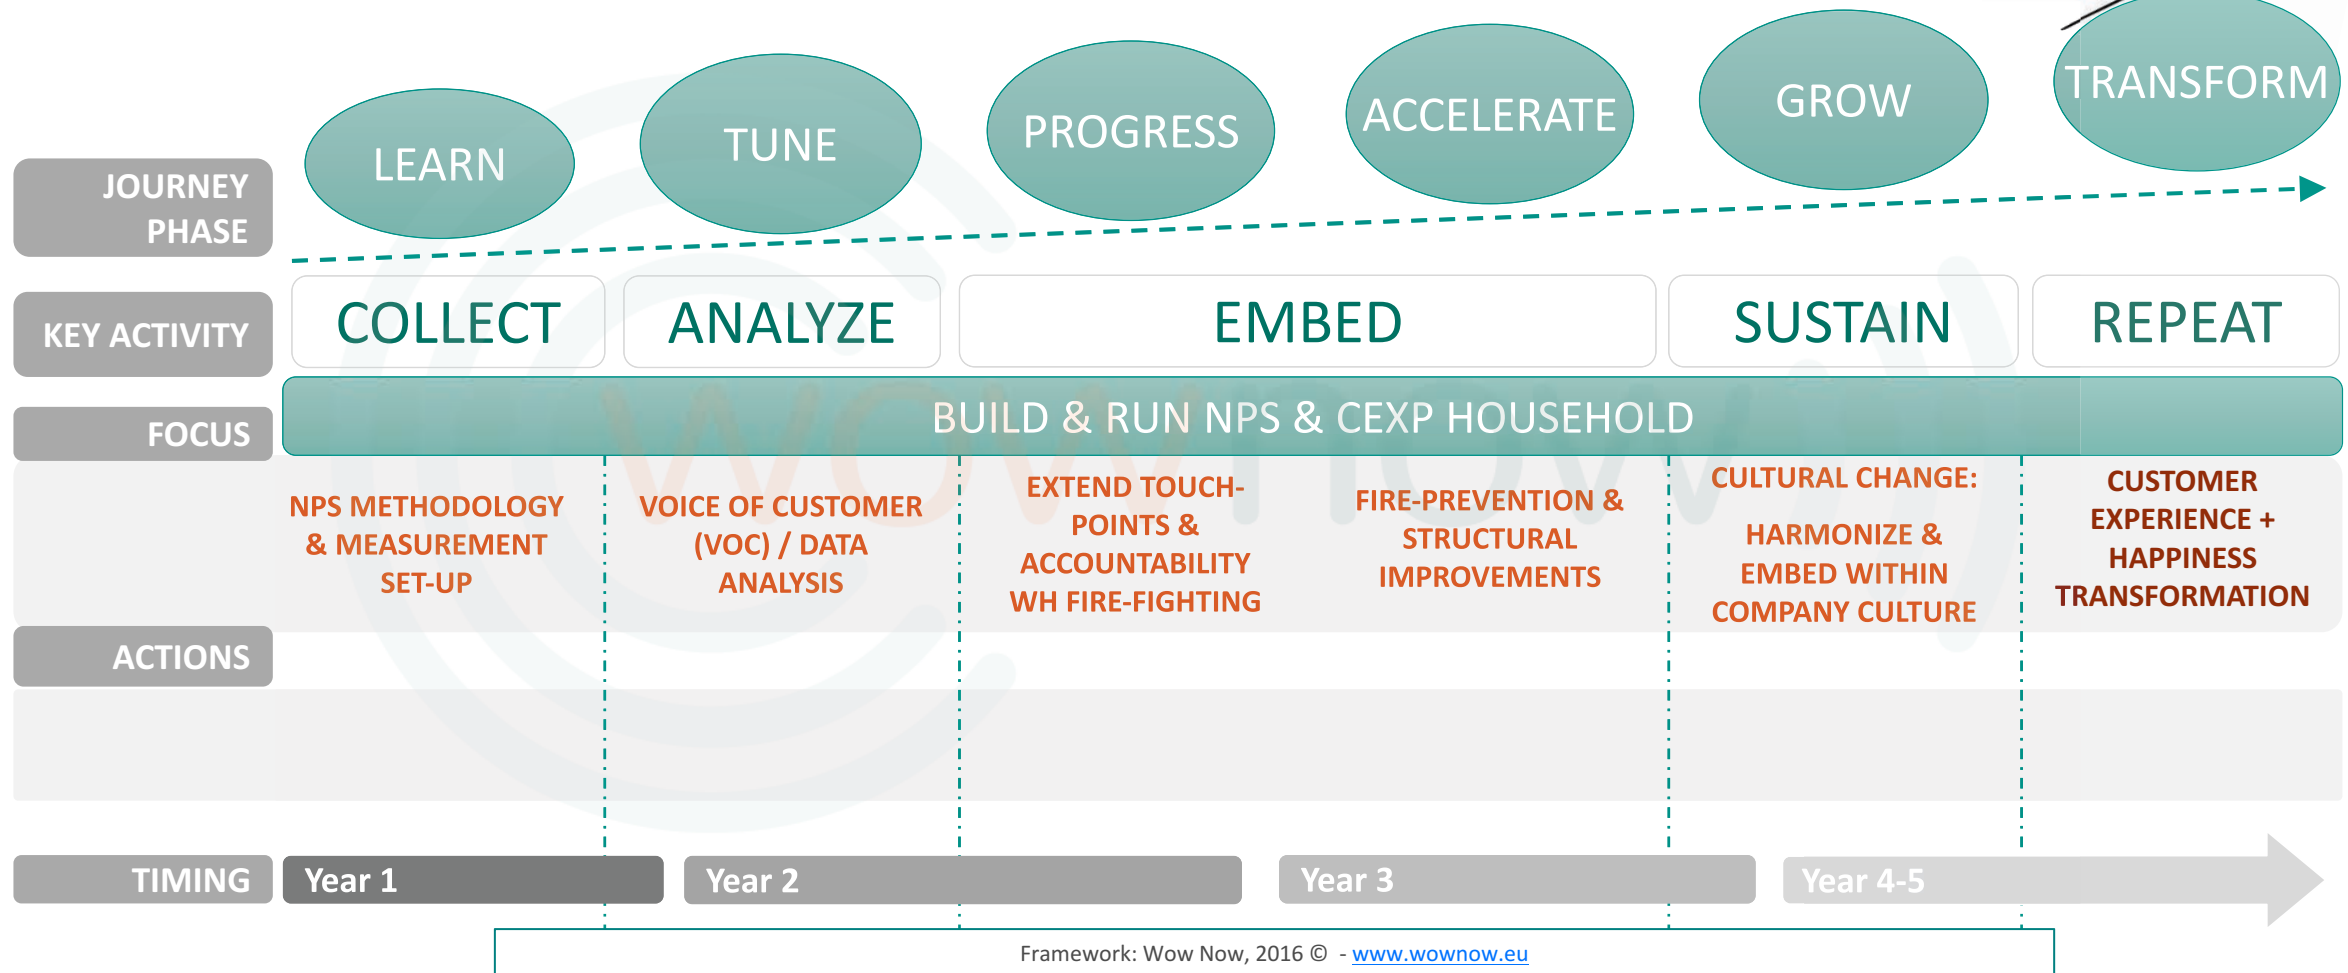 LEARN
TUNE
PROGRESS
ACCELERATE
GROW
TRANSFORM
JOURNEY
PHASE
KEY ACTIVITY
COLLECT
ANALYZE
EMBED
SUSTAIN
REPEAT
FOCUS
BUILD & RUN NPS & CEXP HOUSEHOLD
NPS METHODOLOGY
& MEASUREMENT
SET-UP
VOICE OF CUSTOMER
(VOC) / DATA
ANALYSIS
EXTEND TOUCH-
POINTS &
ACCOUNTABILITY
WH FIRE-FIGHTING
FIRE-PREVENTION &
STRUCTURAL
IMPROVEMENTS
CULTURAL CHANGE:
HARMONIZE &
EMBED WITHIN
COMPANY CULTURE
CUSTOMER
EXPERIENCE +
HAPPINESS
TRANSFORMATION
wownow
ACTIONS
TIMING
Year 1
Year 2
Year 3
Year 4-5
Framework: Wow Now, 2016 © - www.wownow.eu